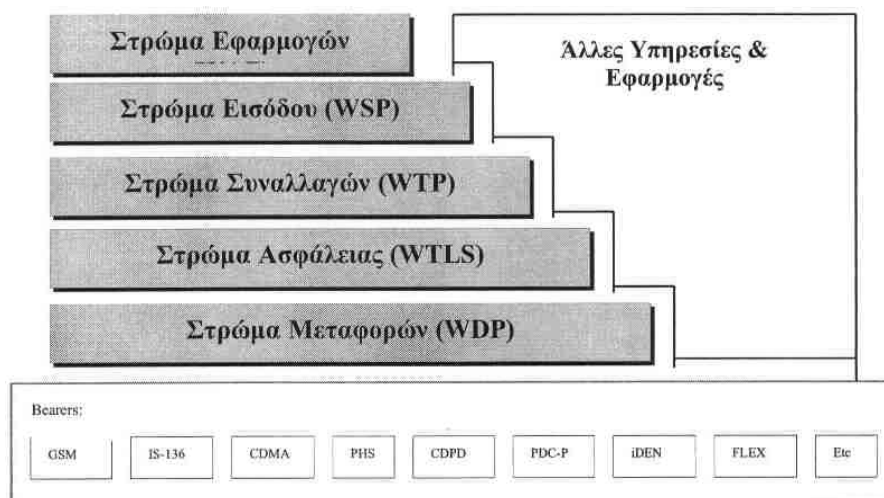 Στρώμα Εφαρμογών
Άλλες Υπηρεσίες &
Εφαρμογές
Στρώμα Εισόδου (WSP)
Στρώμα Συναλλαγών (WTP)
Στρώμα Ασφάλειας (WTLS)
Στρώμα Μεταφορών (WDP)
Bearers:
GSM
IS-136
CDMA
PHS
CDPD
PDC-P
iDEN
FLEX
Etc